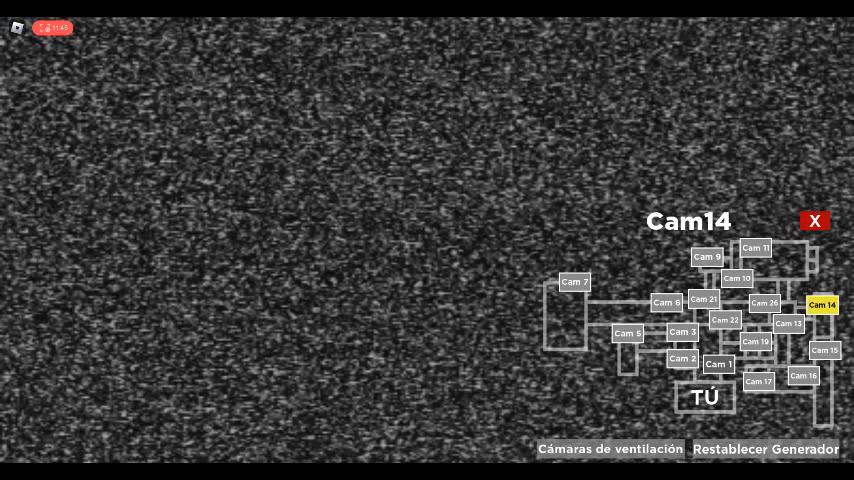 11:45
Cam14
X
Cam 11
Cam 9
Cam 10
Cam 7
Cam 21
Cam 6
Cam 26
Cam 14
Cam 22
Cam 13
Cam 5
Cam 3
Cam 19
Cam 15
Cam 2
Cam 1
Cam 16
Cam 17
TÚ
Cámaras de ventilación
Restablecer Generador